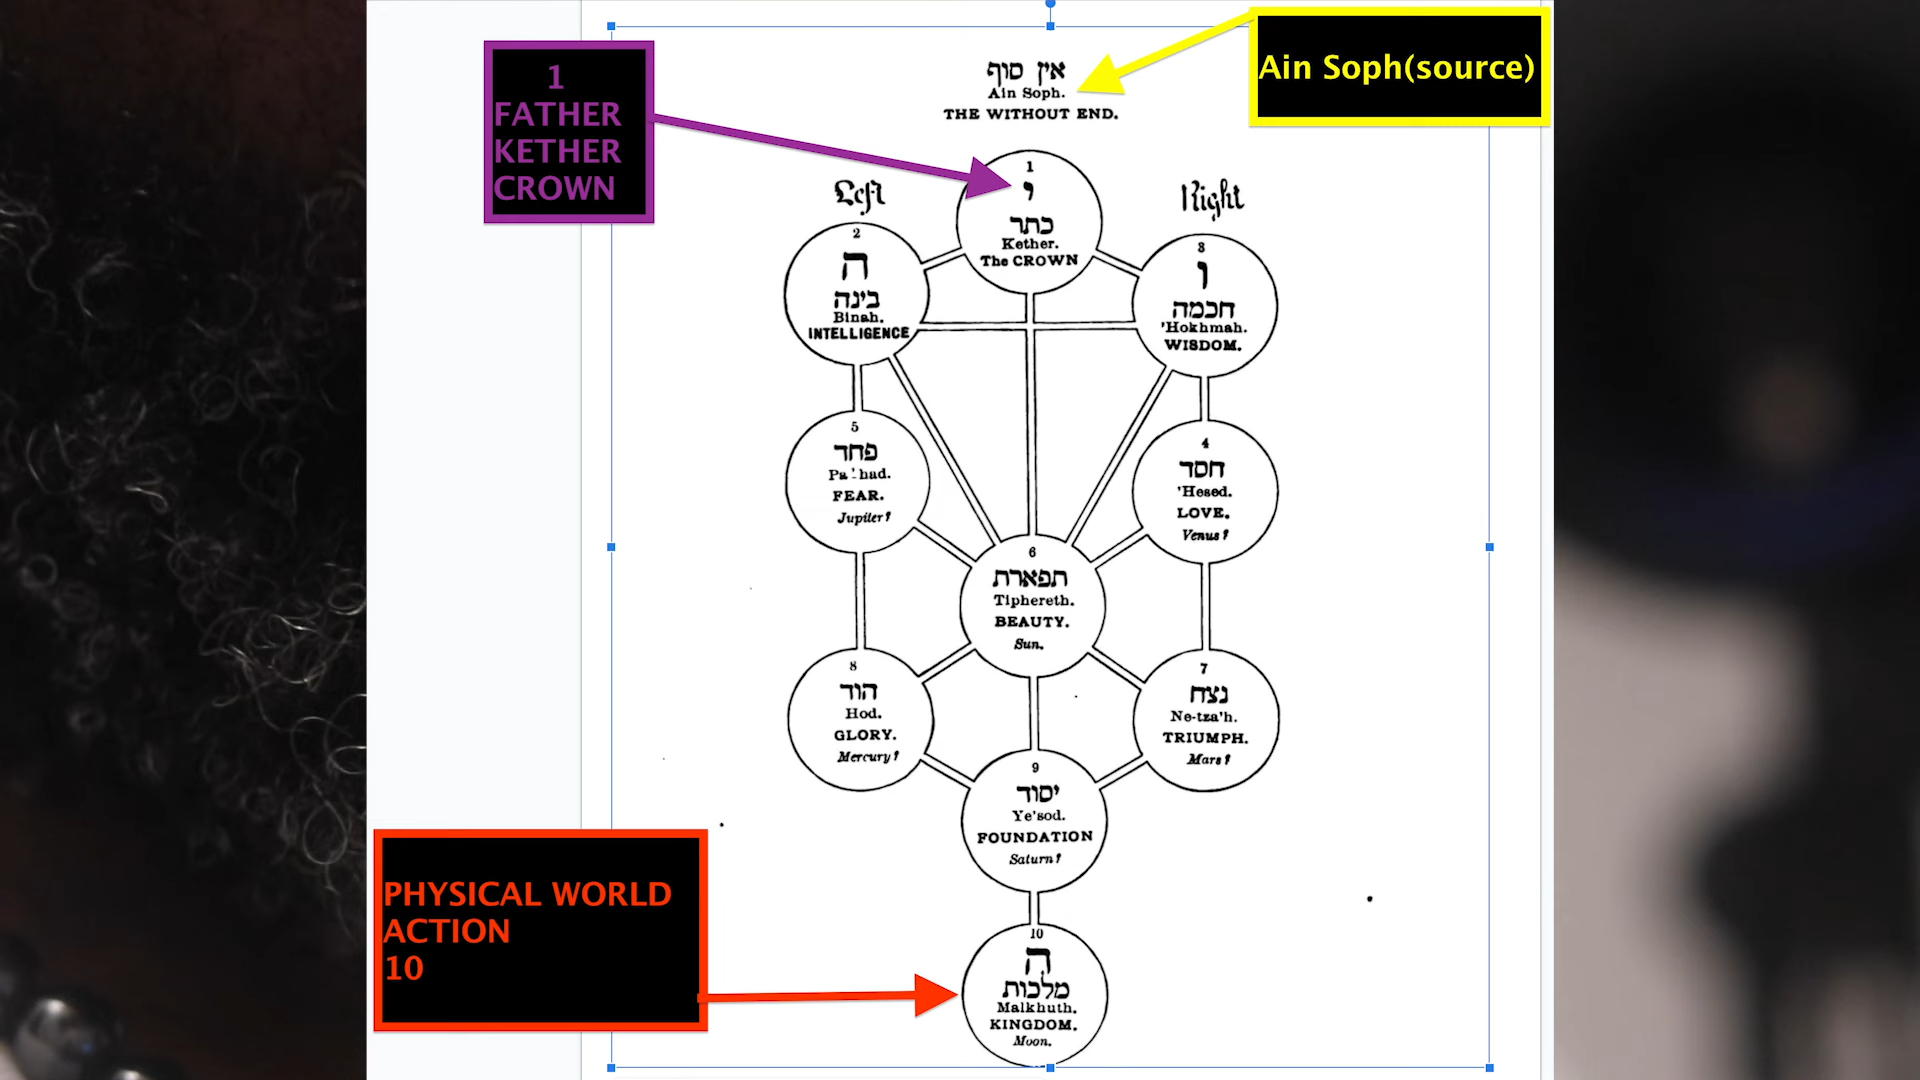 Ain Soph(source)
1
FATHER
KETHER
CROWN
אין סוף
Ain Soph.
THE WITHOUT END.
Left
Right
1
י
כתר
Kether.
The CROWN
2
ה
בינה
Binah.
INTELLIGENCE
3
ו
חכמה
'Hokhmah.
WISDOM.
5
פחד
Pa'-had.
FEAR.
Jupiter?
4
חסד
'Hesed.
LOVE.
Venus?
6
תפארת
Tiphereth.
BEAUTY.
Sun.
8
הוד
Hod.
GLORY.
Mercury?
7
נצח
Ne-tza'h.
TRIUMPH.
Mars?
9
יסוד
Ye'sod.
FOUNDATION
Saturn?
PHYSICAL WORLD
ACTION
10
10
ה
מלכות
Malkhuth.
KINGDOM.
Moon.